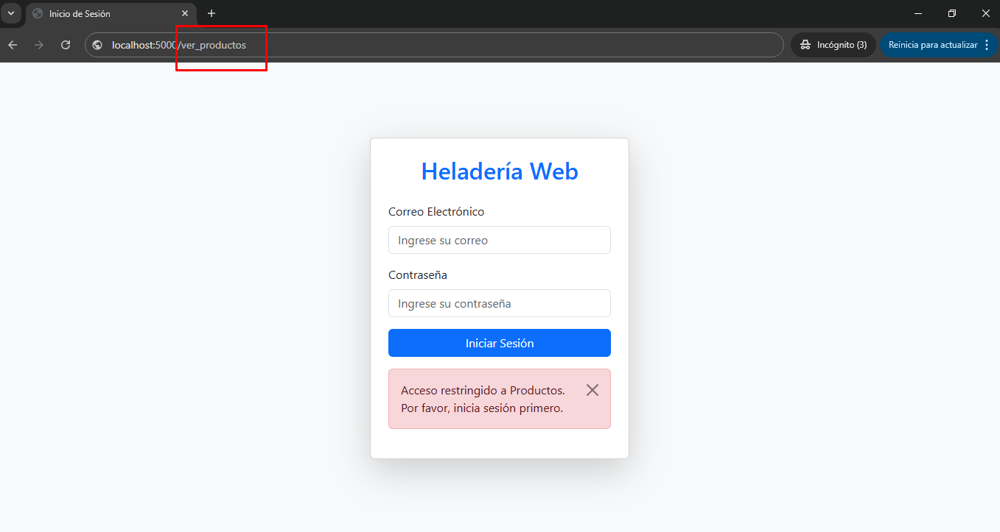 Inicio de Sesión
localhost:5000/ver_productos
Incógnito (3)
Reinicia para actualizar
Heladería Web
Correo Electrónico
Ingrese su correo
Contraseña
Ingrese su contraseña
Iniciar Sesión
Acceso restringido a Productos.
Por favor, inicia sesión primero.